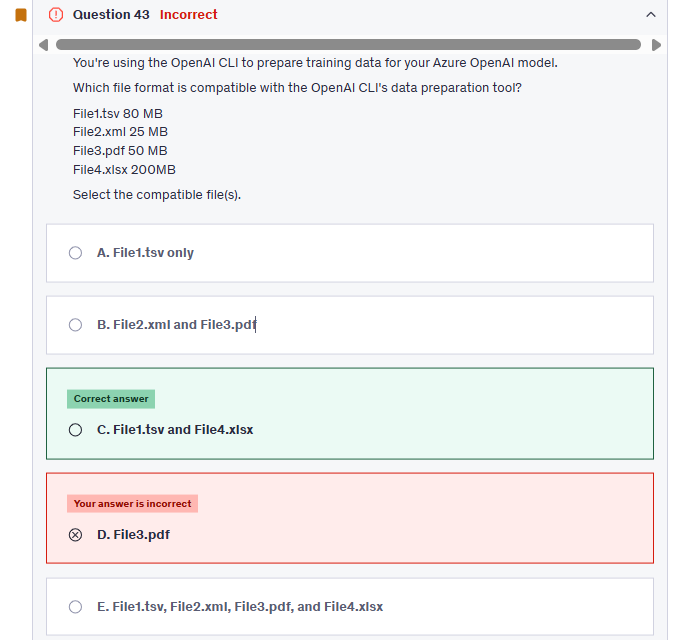 Question 43 Incorrect
You're using the OpenAI CLI to prepare training data for your Azure OpenAI model.
Which file format is compatible with the OpenAI CLI's data preparation tool?
File1.tsv 80 MB
File2.xml 25 MB
File3.pdf 50 MB
File4.xlsx 200MB
Select the compatible file(s).
A. File1.tsv only
B. File2.xml and File3.pdf
Correct answer
C. File1.tsv and File4.xlsx
Your answer is incorrect
D. File3.pdf
E. File1.tsv, File2.xml, File3.pdf, and File4.xlsx